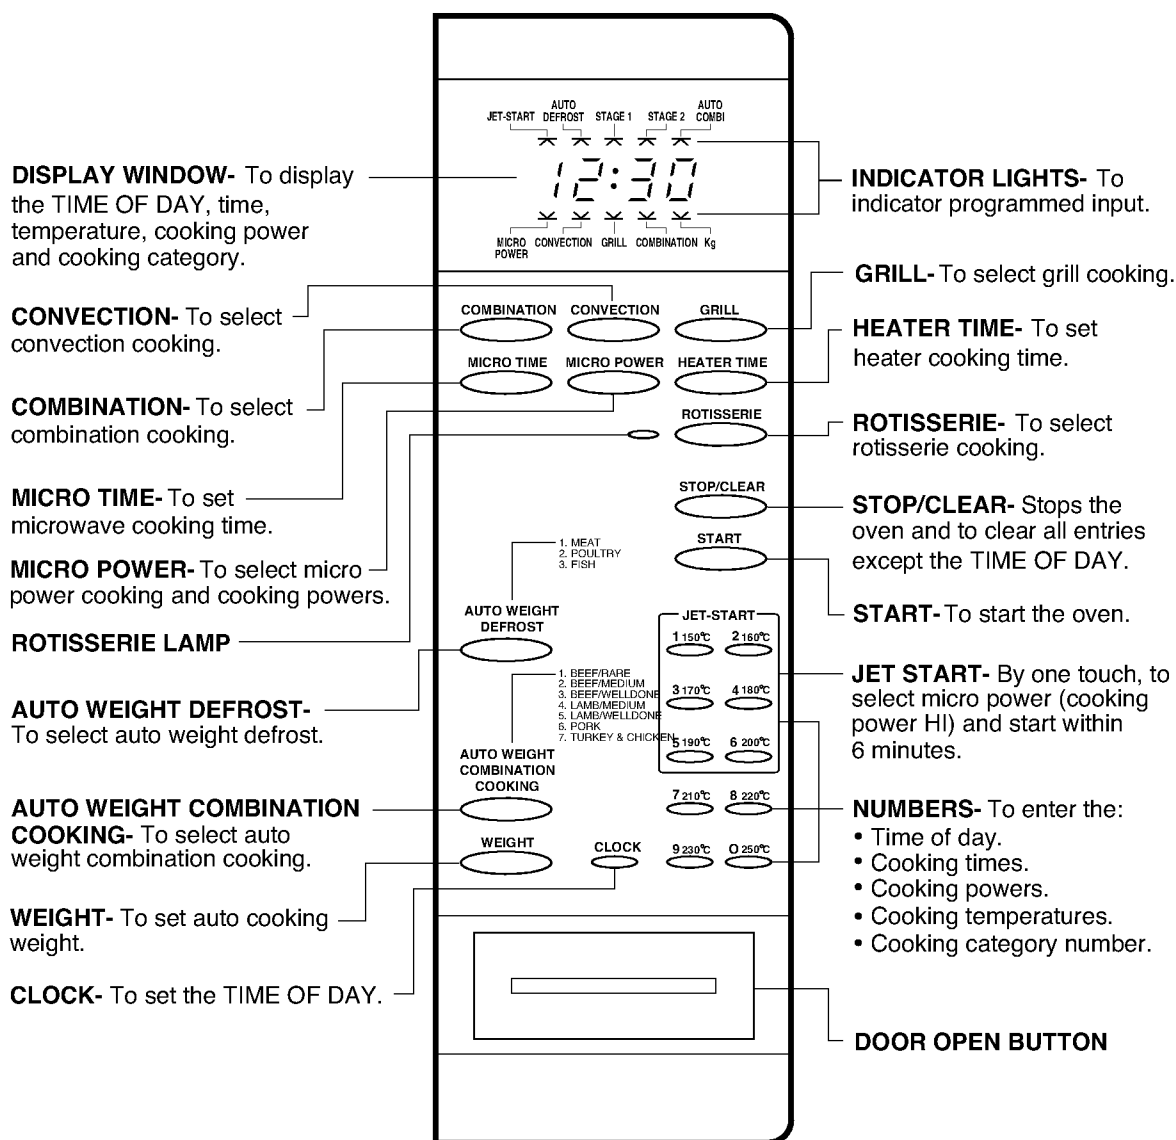 JET-START
AUTO
DEFROST
STAGE 1
STAGE 2
AUTO
COMBI
12:30
MICRO
POWER
CONVECTION
GRILL
COMBINATION
Kg
DISPLAY WINDOW- To display
the TIME OF DAY, time,
temperature, cooking power
and cooking category.
CONVECTION- To select
convection cooking.
COMBINATION- To select
combination cooking.
MICRO TIME- To set
microwave cooking time.
MICRO POWER- To select micro
power cooking and cooking powers.
ROTISSERIE LAMP
AUTO WEIGHT DEFROST-
To select auto weight defrost.
AUTO WEIGHT COMBINATION
COOKING- To select auto
weight combination cooking.
WEIGHT- To set auto cooking
weight.
CLOCK- To set the TIME OF DAY.
COMBINATION
CONVECTION
GRILL
MICRO TIME
MICRO POWER
HEATER TIME
ROTISSERIE
STOP/CLEAR
START
1. MEAT
2. POULTRY
3. FISH
AUTO WEIGHT
DEFROST
1. BEEF/RARE
2. BEEF/MEDIUM
3. BEEF/WELLDONE
4. LAMB/MEDIUM
5. LAMB/WELLDONE
6. PORK
7. TURKEY & CHICKEN
AUTO WEIGHT
COMBINATION
COOKING
WEIGHT
CLOCK
JET-START
1 150°C 2 160°C
3 170°C 4 180°C
5 190°C 6 200°C
7 210°C 8 220°C
9 230°C 0 250°C
INDICATOR LIGHTS- To
indicator programmed input.
GRILL- To select grill cooking.
HEATER TIME- To set
heater cooking time.
ROTISSERIE- To select
rotisserie cooking.
STOP/CLEAR- Stops the
oven and to clear all entries
except the TIME OF DAY.
START- To start the oven.
JET START- By one touch, to
select micro power (cooking
power HI) and start within
6 minutes.
NUMBERS- To enter the:
• Time of day.
• Cooking times.
• Cooking powers.
• Cooking temperatures.
• Cooking category number.
DOOR OPEN BUTTON